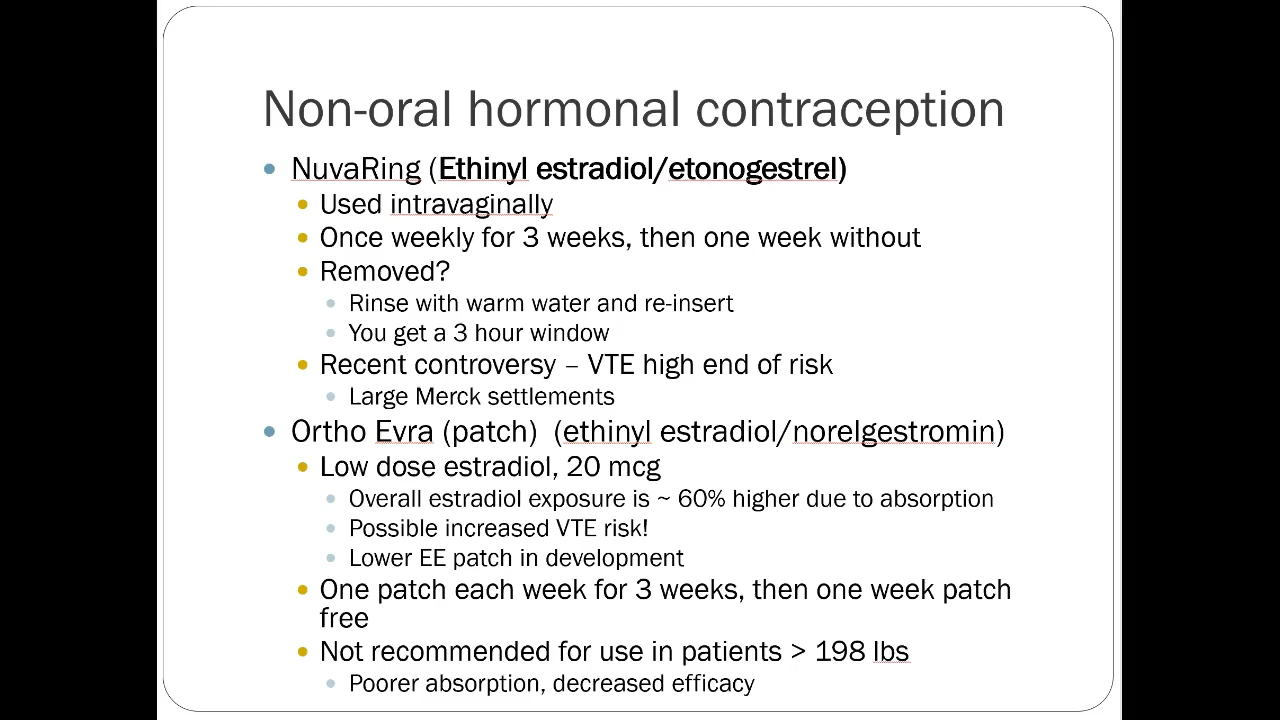 Non-oral hormonal contraception
NuvaRing (Ethinyl estradiol/etonogestrel)
Used intravaginally
Once weekly for 3 weeks, then one week without
Removed?
Rinse with warm water and re-insert
You get a 3 hour window
Recent controversy – VTE high end of risk
Large Merck settlements
Ortho Evra (patch)  (ethinyl estradiol/norelgestromin)
Low dose estradiol, 20 mcg
Overall estradiol exposure is ~ 60% higher due to absorption
Possible increased VTE risk!
Lower EE patch in development
One patch each week for 3 weeks, then one week patch
free
Not recommended for use in patients > 198 lbs
Poorer absorption, decreased efficacy